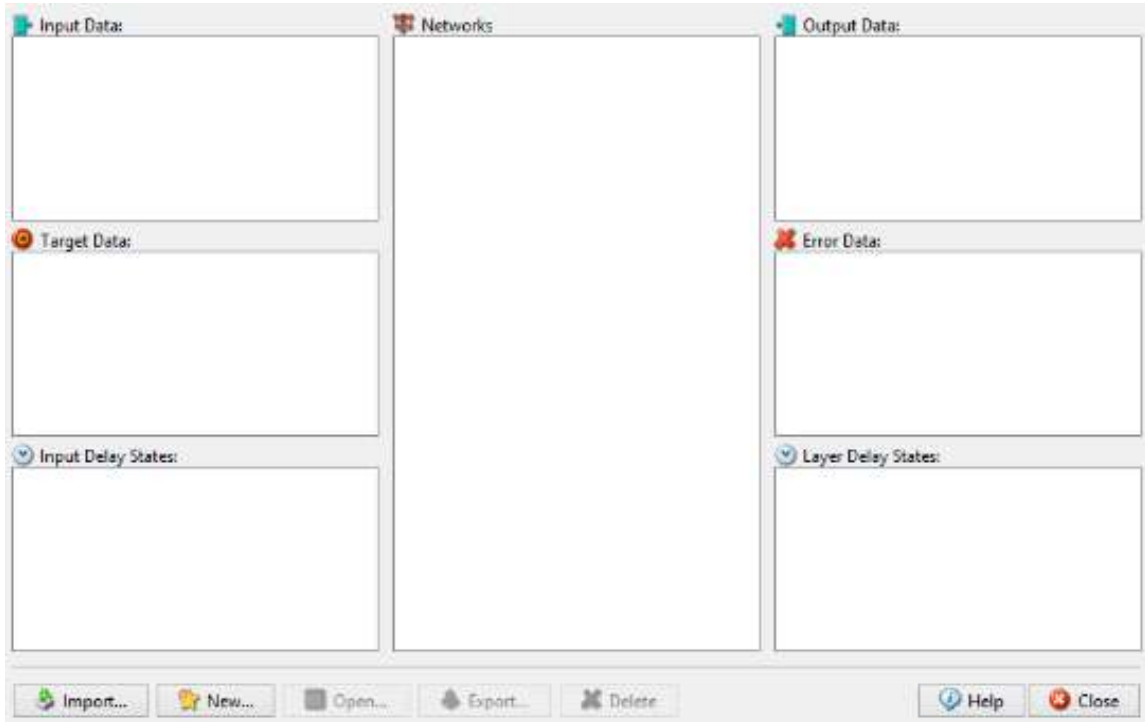 Input Data:
Networks
Output Data:
Target Data:
Error Data:
Input Delay States:
Layer Delay States:
Import...
New...
Open...
Export...
Delete
Help
Close